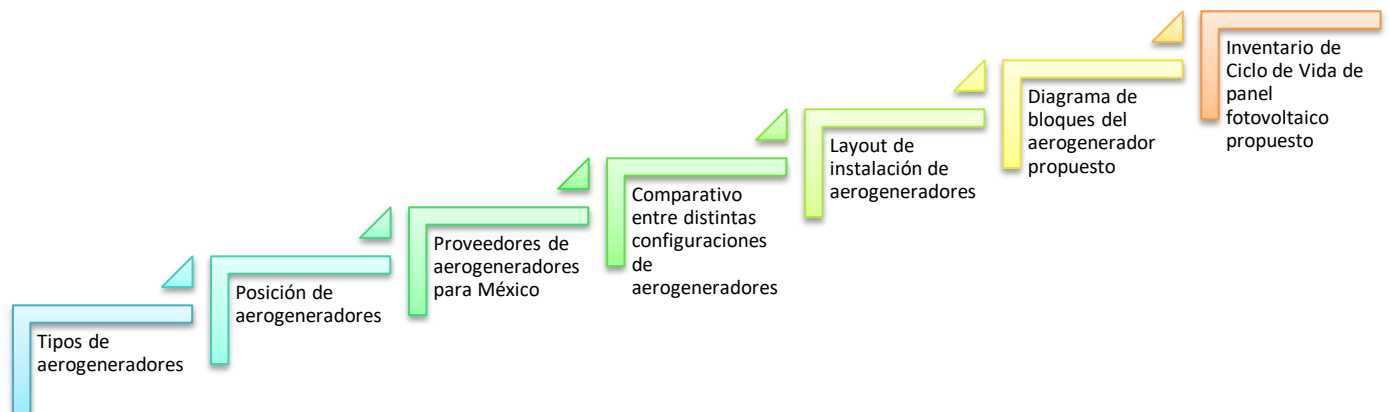 Tipos de
aerogeneradores
Posición de
aerogeneradores
Proveedores de
aerogeneradores
para México
Comparativo
entre distintas
configuraciones
de
aerogeneradores
Layout de
instalación de
aerogeneradores
Diagrama de
bloques del
aerogenerador
propuesto
Inventario de
Ciclo de Vida de
panel
fotovoltaico
propuesto